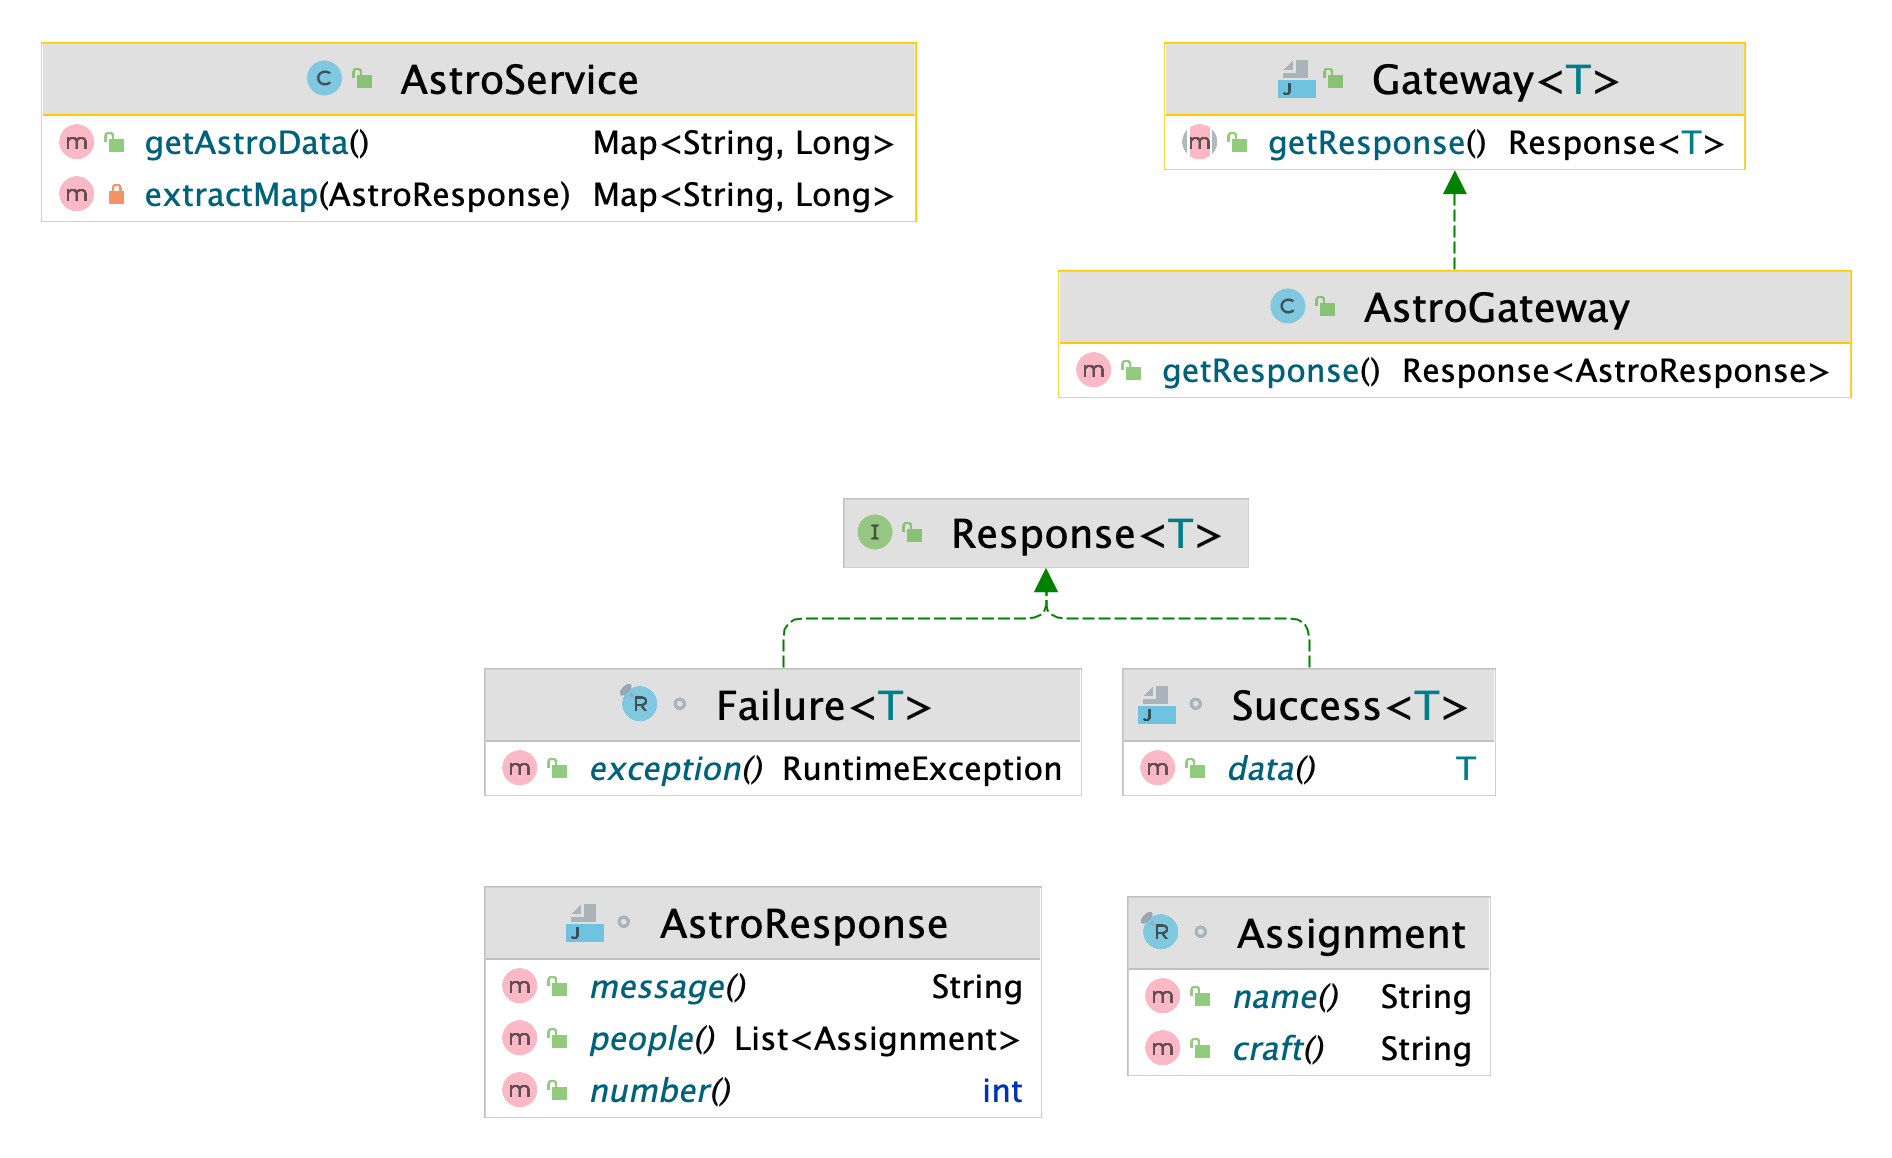 AstroService
getAstroData() Map<String, Long>
extractMap(AstroResponse) Map<String, Long>
Gateway<T>
getResponse() Response<T>
AstroGateway
getResponse() Response<AstroResponse>
Response<T>
Failure<T>
exception() RuntimeException
Success<T>
data() T
AstroResponse
message() String
people() List<Assignment>
number() int
Assignment
name() String
craft() String